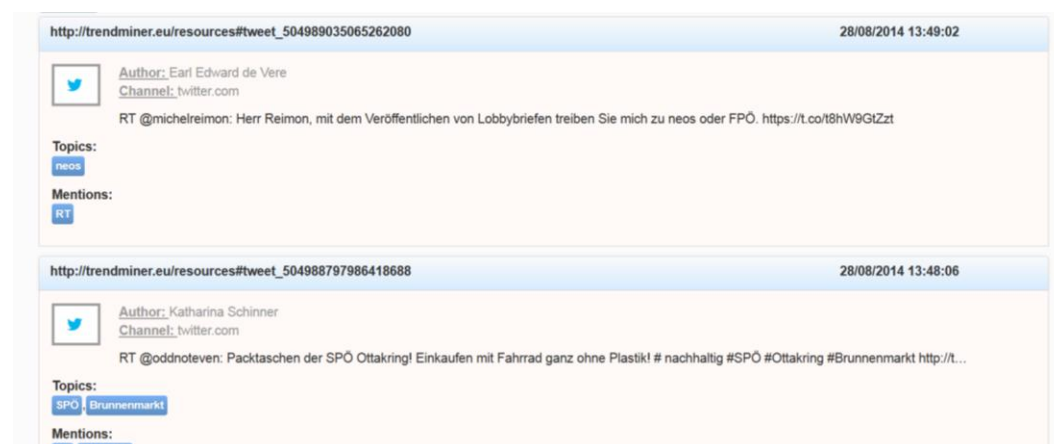 http://trendminer.eu/resources#tweet_504989035065262080 28/08/2014 13:49:02
Author: Earl Edward de Vere
Channel: twitter.com
RT @michelreimon: Herr Reimon, mit dem Veröffentlichen von Lobbybriefen treiben Sie mich zu neos oder FPÖ. https://t.co/t8hW9GtZzt
Topics:
neos
Mentions:
RT
http://trendminer.eu/resources#tweet_504988797986418688 28/08/2014 13:48:06
Author: Katharina Schinner
Channel: twitter.com
RT @oddnoteven: Packtaschen der SPÖ Ottakring! Einkaufen mit Fahrrad ganz ohne Plastik! # nachhaltig #SPÖ #Ottakring #Brunnenmarkt http://t…
Topics:
SPÖ, Brunnenmarkt
Mentions: